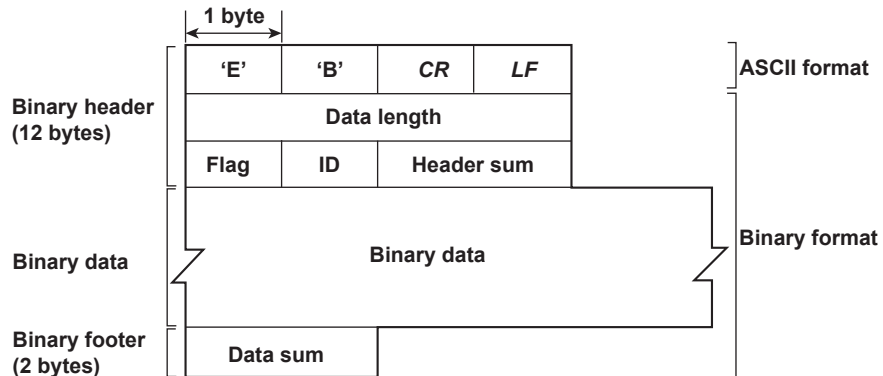 1 byte
‘E’ ‘B’ CR LF
ASCII format
Binary header
(12 bytes)
Data length
Flag ID Header sum
Binary data
Binary data
Binary format
Binary footer
(2 bytes)
Data sum